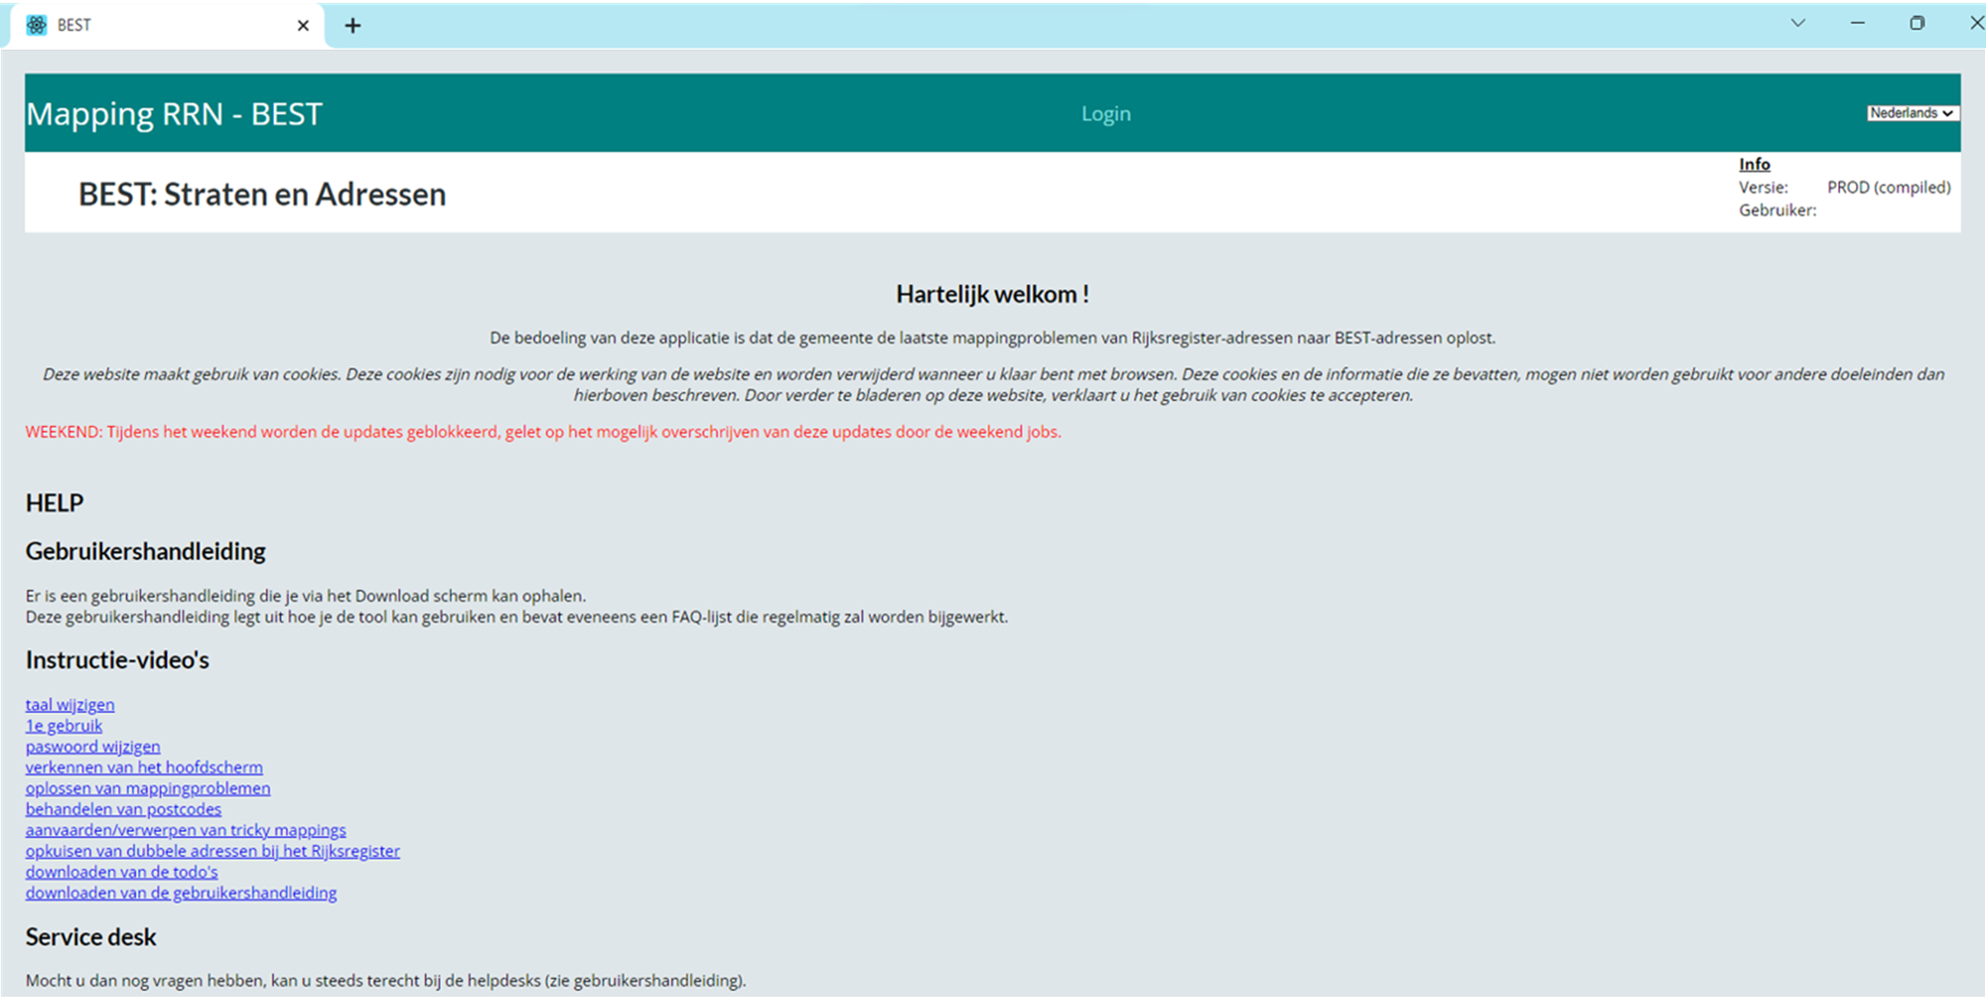 BEST
Mapping RRN - BEST
Login
Nederlands
BEST: Straten en Adressen
Info
Versie: PROD (compiled)
Gebruiker:
Hartelijk welkom !
De bedoeling van deze applicatie is dat de gemeente de laatste mappingproblemen van Rijksregister-adressen naar BEST-adressen oplost.
Deze website maakt gebruik van cookies. Deze cookies zijn nodig voor de werking van de website en worden verwijderd wanneer u klaar bent met browsen. Deze cookies en de informatie die ze bevatten, mogen niet worden gebruikt voor andere doeleinden dan
hierboven beschreven. Door verder te bladeren op deze website, verklaart u het gebruik van cookies te accepteren.
WEEKEND: Tijdens het weekend worden de updates geblokkeerd, gelet op het mogelijk overschrijven van deze updates door de weekend jobs.
HELP
Gebruikershandleiding
Er is een gebruikershandleiding die je via het Download scherm kan ophalen.
Deze gebruikershandleiding legt uit hoe je de tool kan gebruiken en bevat eveneens een FAQ-lijst die regelmatig zal worden bijgewerkt.
Instructie-video's
taal wijzigen
1e gebruik
paswoord wijzigen
verkennen van het hoofdscherm
oplossen van mappingproblemen
behandelen van postcodes
aanvaarden/verwerpen van tricky mappings
opkuisen van dubbele adressen bij het Rijksregister
downloaden van de todo's
downloaden van de gebruikershandleiding
Service desk
Mocht u dan nog vragen hebben, kan u steeds terecht bij de helpdesks (zie gebruikershandleiding).